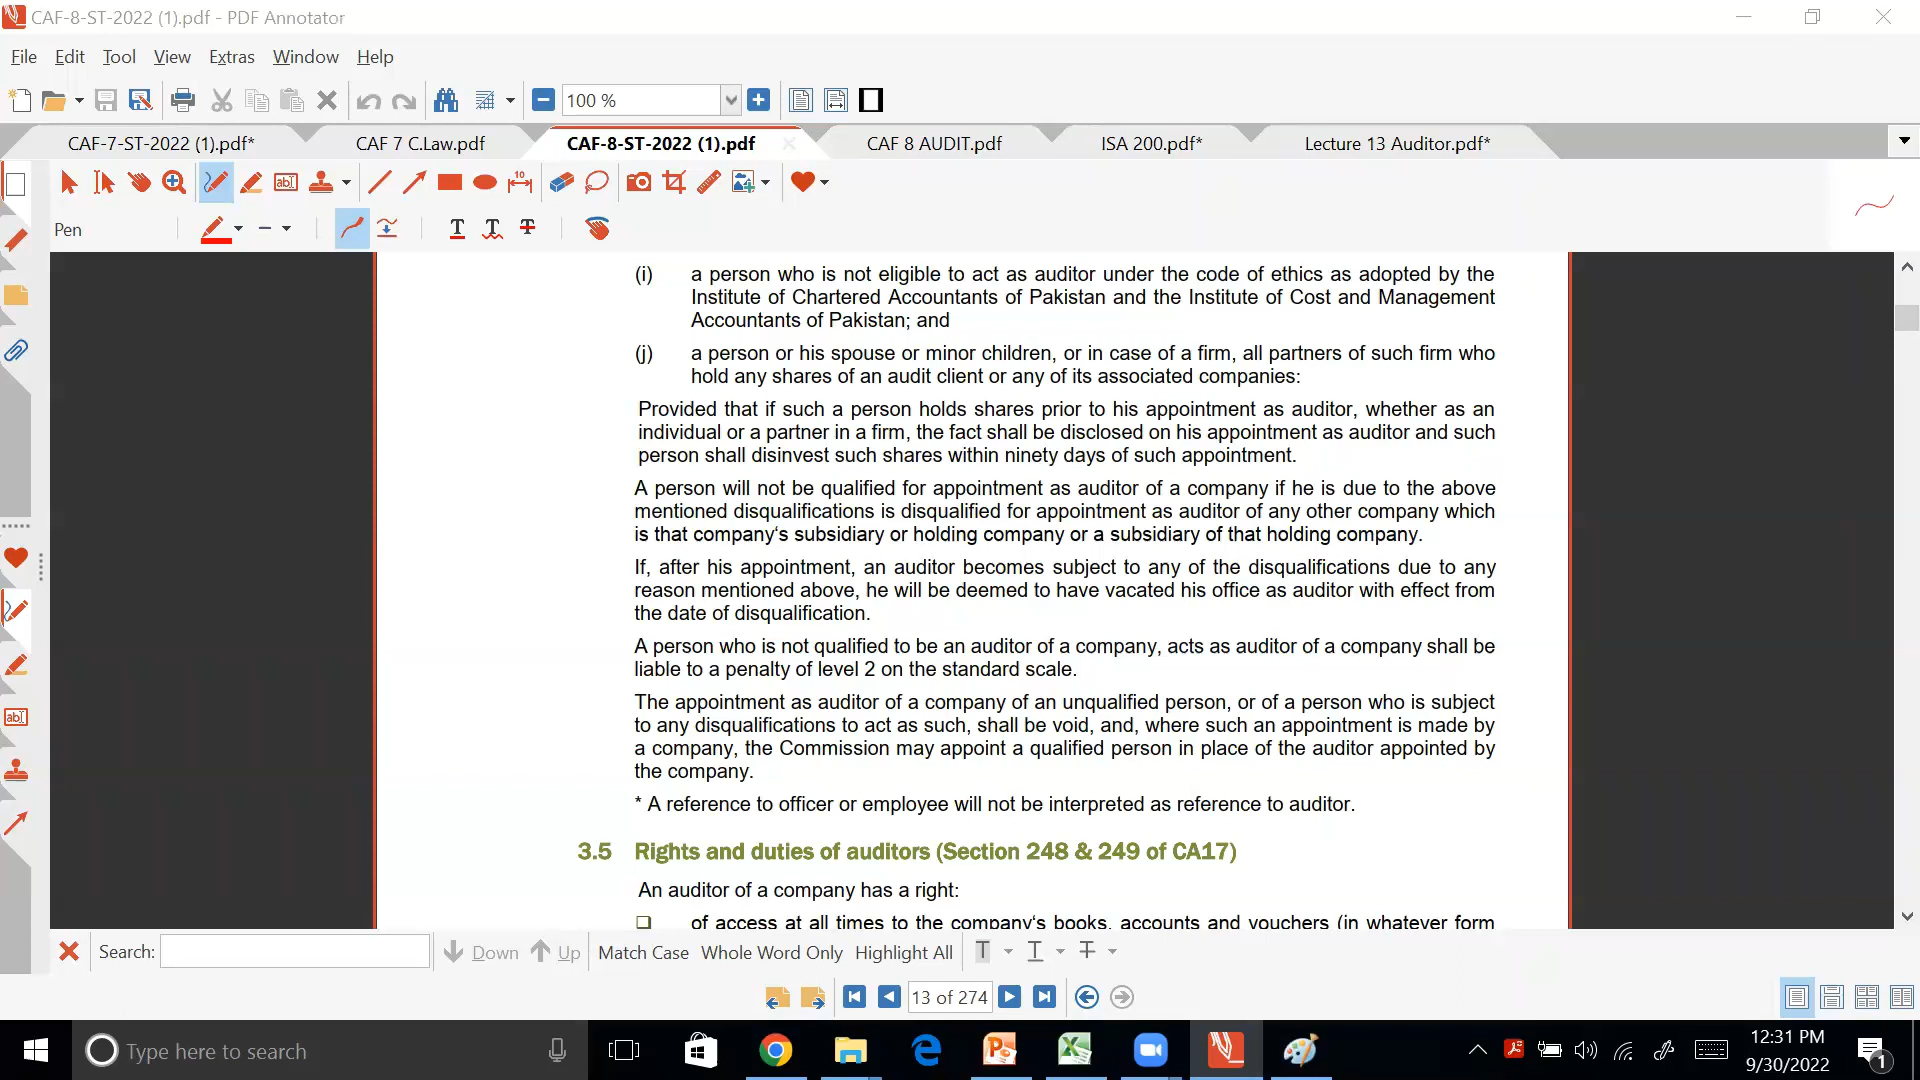 CAF-8-ST-2022 (1).pdf - PDF Annotator
File Edit Tool View Extras Window Help
100 %
CAF-7-ST-2022 (1).pdf* CAF 7 C.Law.pdf CAF-8-ST-2022 (1).pdf CAF 8 AUDIT.pdf ISA 200.pdf* Lecture 13 Auditor.pdf*
Pen
(i) a person who is not eligible to act as auditor under the code of ethics as adopted by the
Institute of Chartered Accountants of Pakistan and the Institute of Cost and Management
Accountants of Pakistan; and
(j) a person or his spouse or minor children, or in case of a firm, all partners of such firm who
hold any shares of an audit client or any of its associated companies:
Provided that if such a person holds shares prior to his appointment as auditor, whether as an
individual or a partner in a firm, the fact shall be disclosed on his appointment as auditor and such
person shall disinvest such shares within ninety days of such appointment.
A person will not be qualified for appointment as auditor of a company if he is due to the above
mentioned disqualifications is disqualified for appointment as auditor of any other company which
is that company‘s subsidiary or holding company or a subsidiary of that holding company.
If, after his appointment, an auditor becomes subject to any of the disqualifications due to any
reason mentioned above, he will be deemed to have vacated his office as auditor with effect from
the date of disqualification.
A person who is not qualified to be an auditor of a company, acts as auditor of a company shall be
liable to a penalty of level 2 on the standard scale.
The appointment as auditor of a company of an unqualified person, or of a person who is subject
to any disqualifications to act as such, shall be void, and, where such an appointment is made by
a company, the Commission may appoint a qualified person in place of the auditor appointed by
the company.
* A reference to officer or employee will not be interpreted as reference to auditor.
3.5 Rights and duties of auditors (Section 248 & 249 of CA17)
An auditor of a company has a right:
of access at all times to the company‘s books, accounts and vouchers (in whatever form
Search: Down Up Match Case Whole Word Only Highlight All
13 of 274
Type here to search
12:31 PM
9/30/2022
1